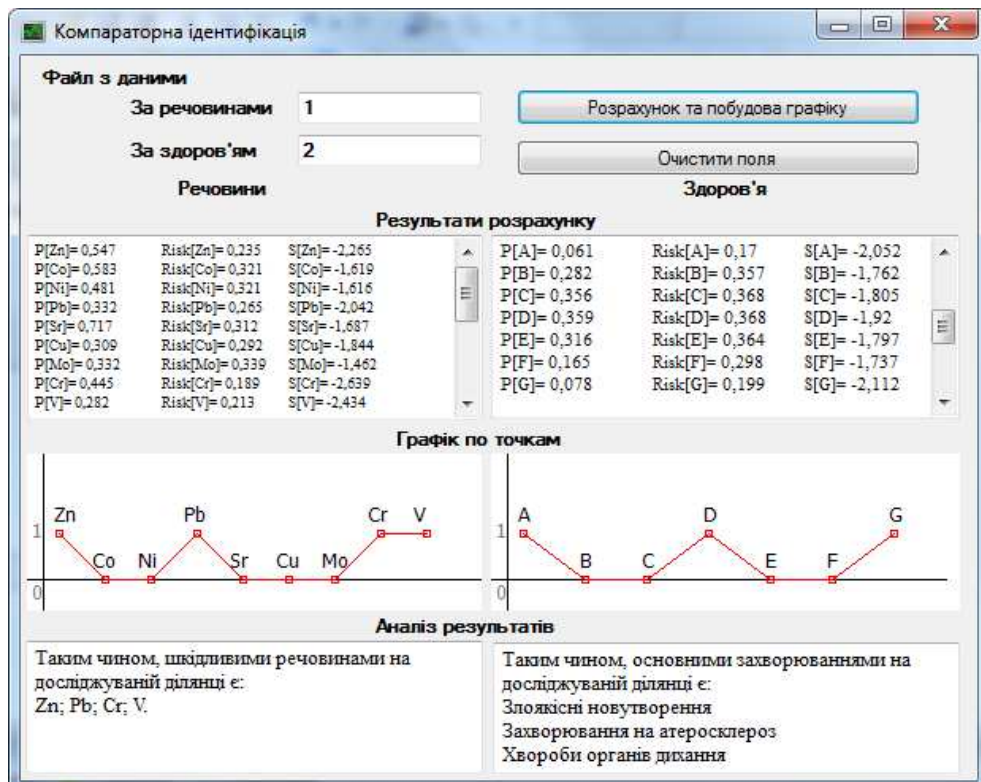 Компараторна ідентифікація
Файл з даними
За речовинами 1 Розрахунок та побудова графіку
За здоров'ям 2 Очистити поля
Речовини Здоров'я
Результати розрахунку
P[Zn]= 0,547 Risk[Zn]= 0,235 S[Zn]= -2,265
P[Co]= 0,583 Risk[Co]= 0,321 S[Co]= -1,619
P[Ni]= 0,481 Risk[Ni]= 0,321 S[Ni]= -1,616
P[Pb]= 0,332 Risk[Pb]= 0,265 S[Pb]= -2,042
P[Sr]= 0,717 Risk[Sr]= 0,312 S[Sr]= -1,687
P[Cu]= 0,309 Risk[Cu]= 0,292 S[Cu]= -1,844
P[Mo]= 0,332 Risk[Mo]= 0,339 S[Mo]= -1,462
P[Cr]= 0,445 Risk[Cr]= 0,189 S[Cr]= -2,639
P[V]= 0,282 Risk[V]= 0,213 S[V]= -2,434
P[A]= 0,061 Risk[A]= 0,17 S[A]= -2,052
P[B]= 0,282 Risk[B]= 0,357 S[B]= -1,762
P[C]= 0,356 Risk[C]= 0,368 S[C]= -1,805
P[D]= 0,359 Risk[D]= 0,368 S[D]= -1,92
P[E]= 0,316 Risk[E]= 0,364 S[E]= -1,797
P[F]= 0,165 Risk[F]= 0,298 S[F]= -1,737
P[G]= 0,078 Risk[G]= 0,199 S[G]= -2,112
Графік по точкам
Zn Pb Cr V
1
Co Ni Sr Cu Mo
0
A D G
1
B C E F
0
Аналіз результатів
Таким чином, шкідливими речовинами на
досліджуваній ділянці є:
Zn; Pb; Cr; V.
Таким чином, основними захворюваннями на
досліджуваній ділянці є:
Злоякісні новутворення
Захворювання на атеросклероз
Хвороби органів дихання